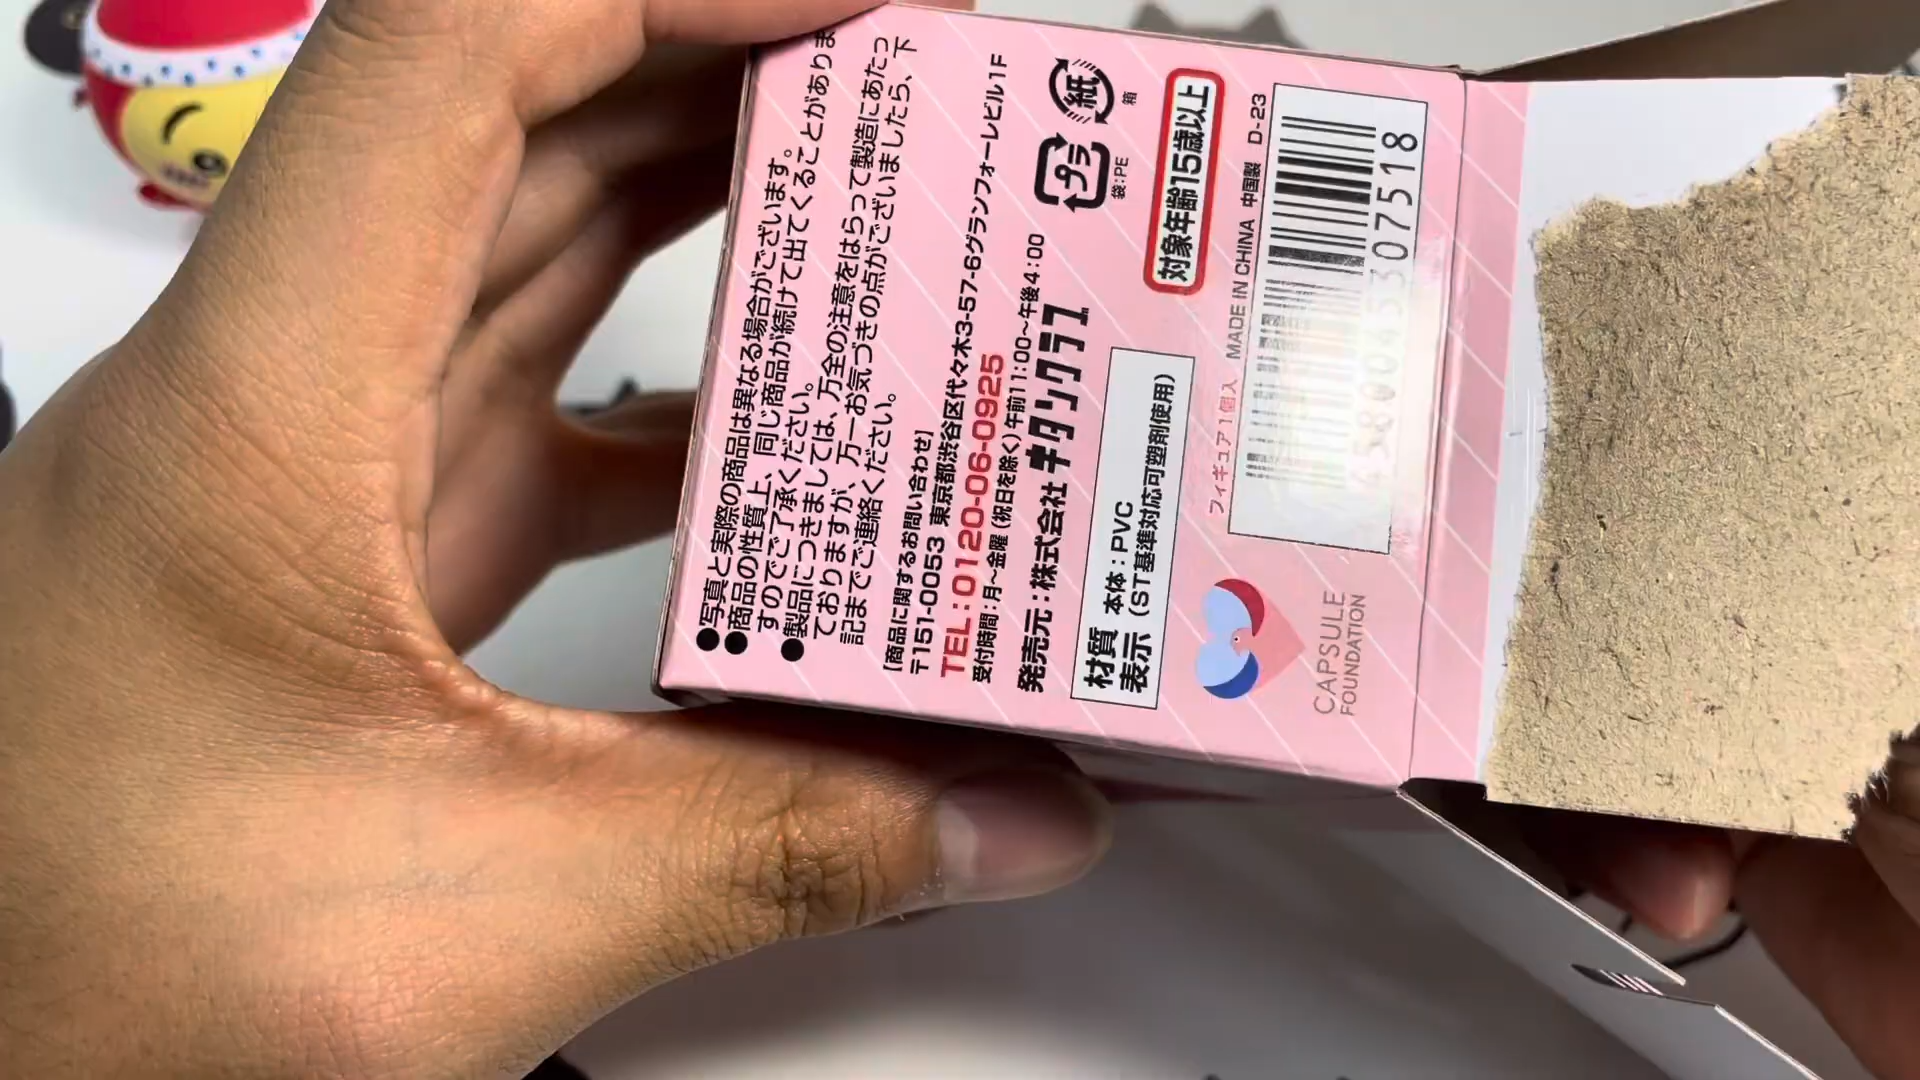 ●写真と実際の商品は異なる場合がございます。
●商品の性質上、同じ商品が続けて出てくることがありま
すのでご了承ください。
●製品につきましては、万全の注意をはらって製造にあたっ
ておりますが、万一お気づきの点がございましたら、下
記までご連絡ください。
[商品に関するお問い合わせ]
〒151-0053 東京都渋谷区代々木3-57-6グランフォーレビル1F
TEL:0120-06-0925
受付時間:月〜金曜(祝日を除く)午前11:00〜午後4:00
発売元:株式会社 キタンクラブ
プラ
袋:PE
紙
箱
材質 本体:PVC
表示 (ST基準対応可塑剤使用)
対象年齢15歳以上
フィギュア1個入 MADE IN CHINA 中国製 D-23
4580045307518
CAPSULE
FOUNDATION